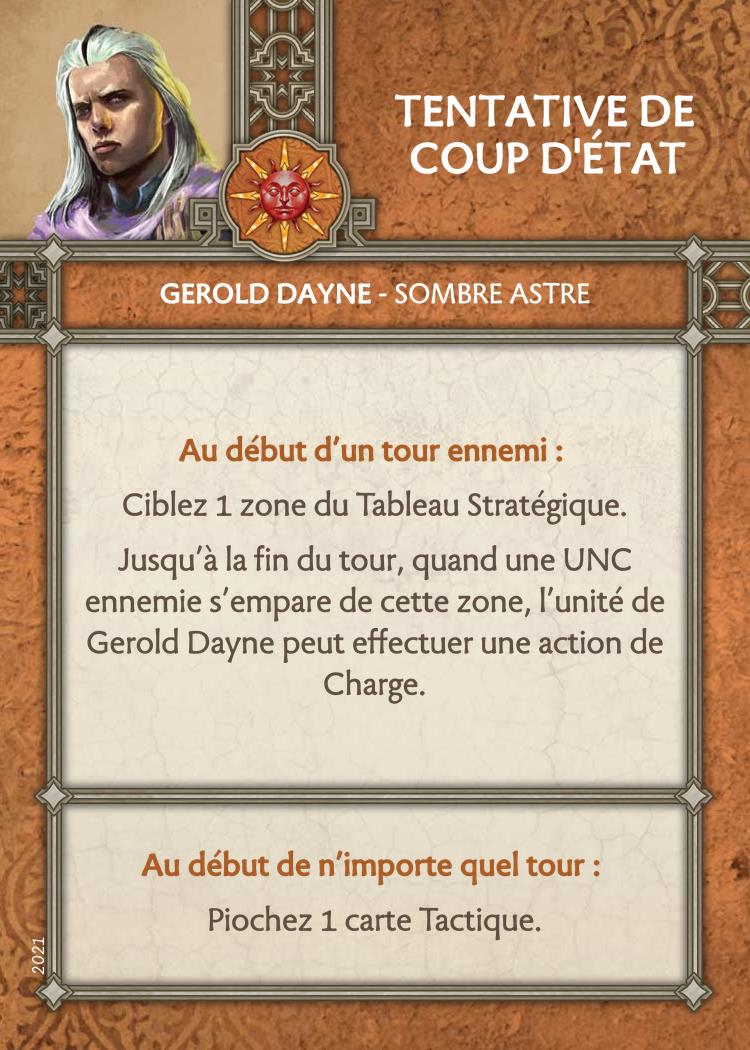 TENTATIVE DE
COUP D'ÉTAT
GEROLD DAYNE - SOMBRE ASTRE
Au début d’un tour ennemi :
Ciblez 1 zone du Tableau Stratégique.
Jusqu’à la fin du tour, quand une UNC
ennemie s’empare de cette zone, l’unité de
Gerold Dayne peut effectuer une action de
Charge.
Au début de n’importe quel tour :
Piochez 1 carte Tactique.
2021